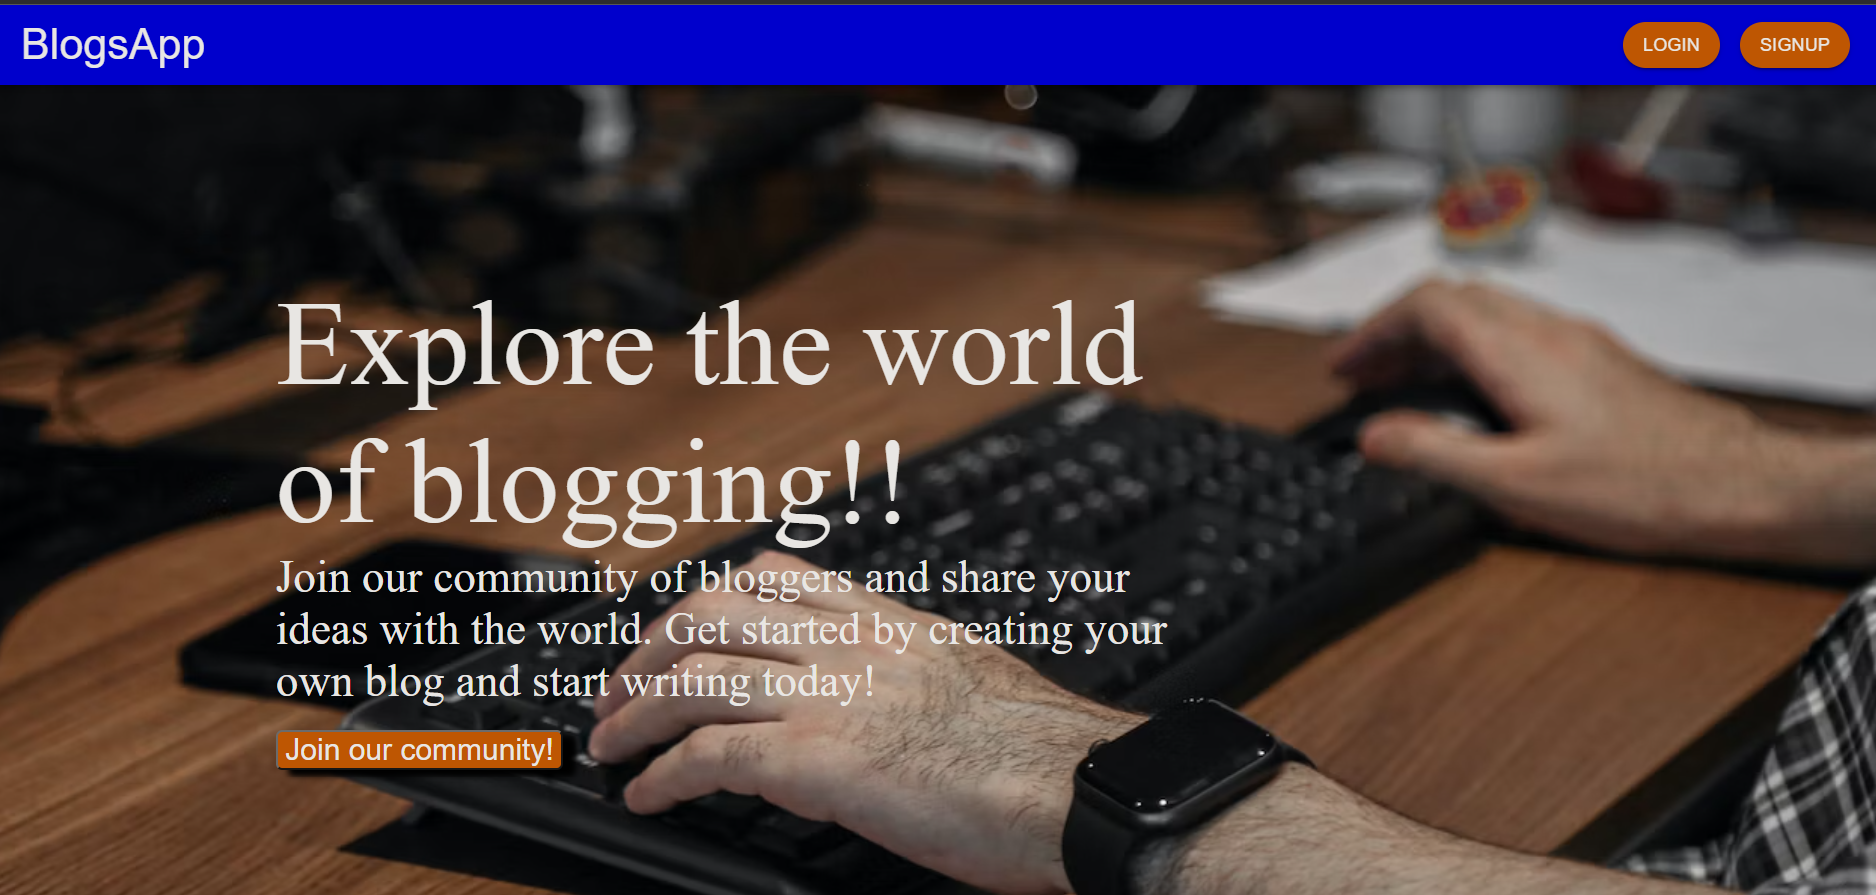 BlogsApp
LOGIN
SIGNUP
Explore the world
of blogging!!
Join our community of bloggers and share your
ideas with the world. Get started by creating your
own blog and start writing today!
Join our community!